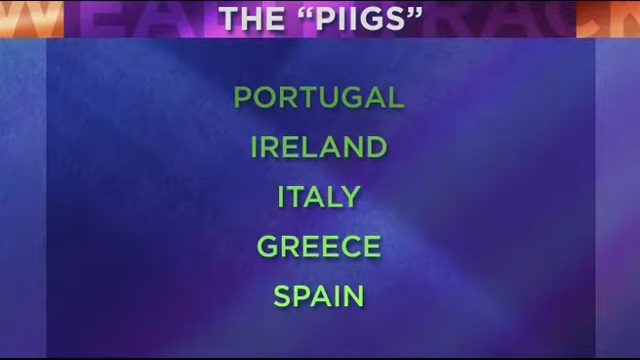 THE “PIIGS”
PORTUGAL
IRELAND
ITALY
GREECE
SPAIN